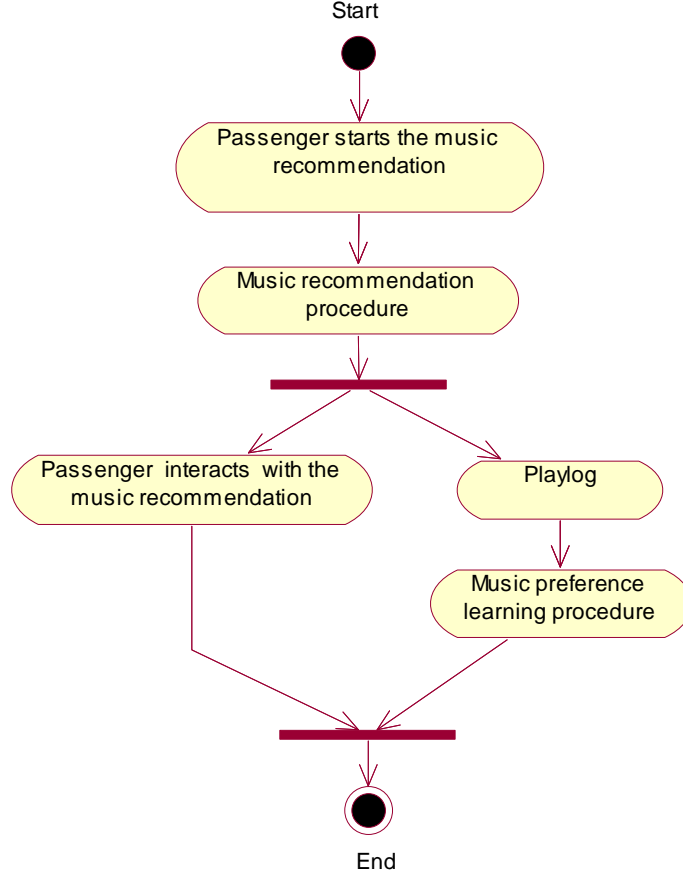 Start
Passenger starts the music
recommendation
Music recommendation
procedure
Passenger interacts with the
music recommendation
Playlog
Music preference
learning procedure
End